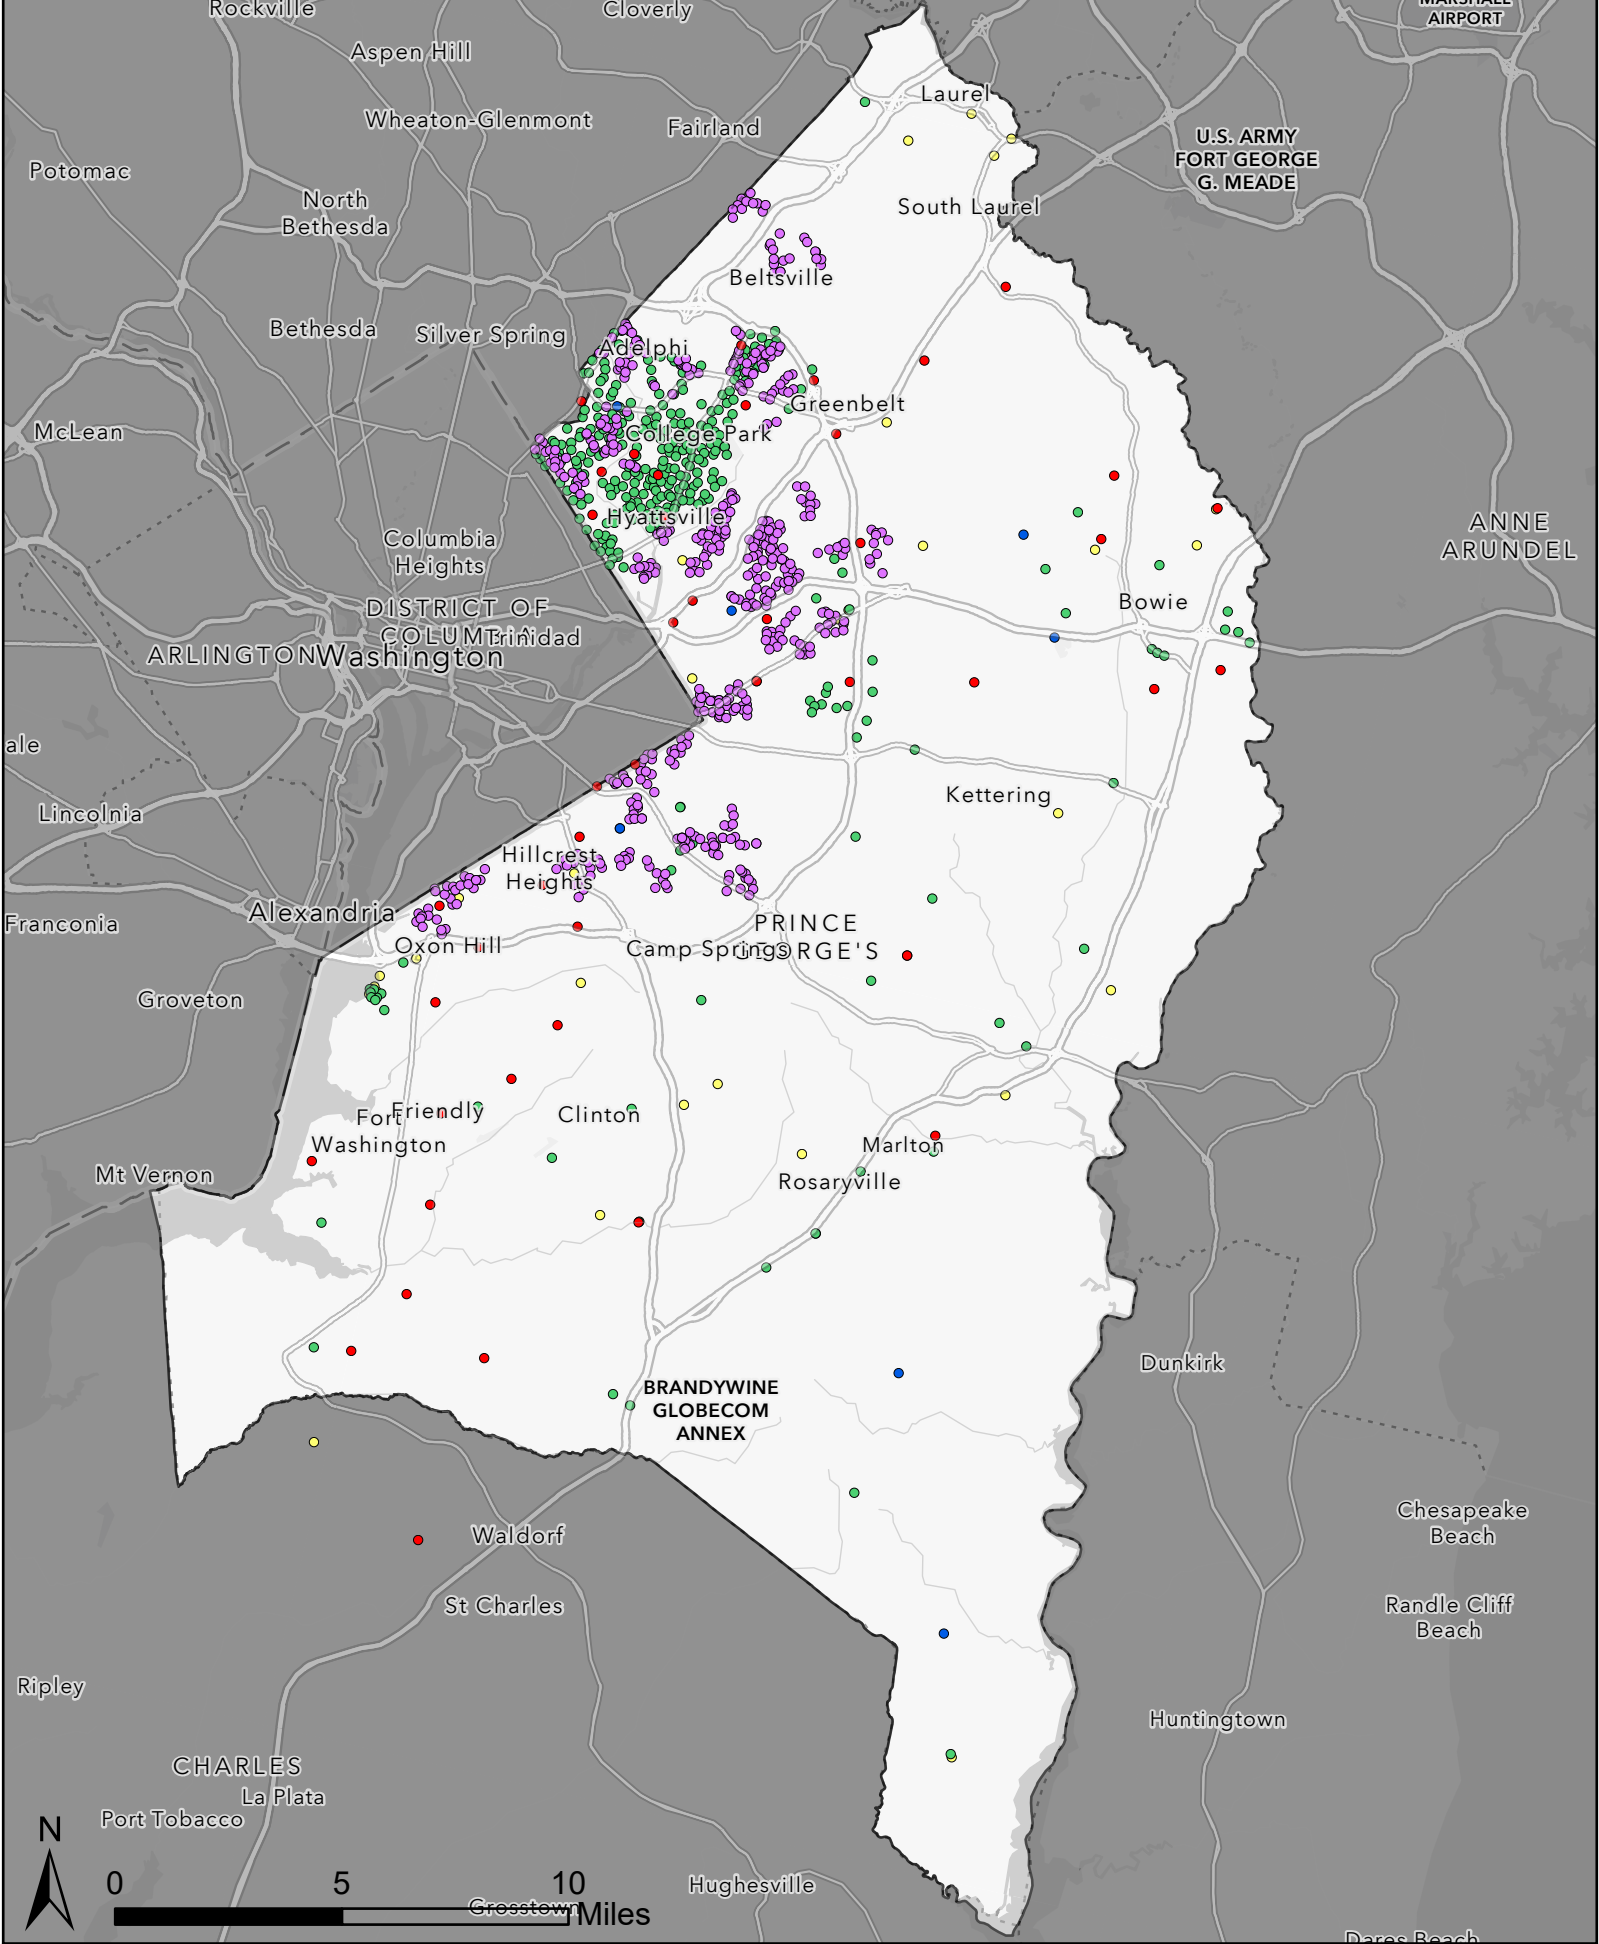 Rockville
Cloverly
MARSHALL
AIRPORT
Aspen Hill
Laurel
Wheaton-Glenmont
Fairland
U.S. ARMY
FORT GEORGE
G. MEADE
Potomac
North
Bethesda
South Laurel
Beltsville
Bethesda
Silver Spring
Adelphi
Greenbelt
McLean
College Park
Hyattsville
ANNE
ARUNDEL
Columbia
Heights
Bowie
DISTRICT OF
COLUMBIA
Trinidad
ARLINGTON
Washington
ale
Kettering
Lincolnia
Hillcrest
Heights
Alexandria
Franconia
PRINCE
GEORGE'S
Oxon Hill
Camp Springs
Groveton
Fort
Washington
Friendly
Clinton
Marlton
Mt Vernon
Rosaryville
Dunkirk
BRANDYWINE
GLOBECOM
ANNEX
Chesapeake
Beach
Waldorf
St Charles
Randle Cliff
Beach
Ripley
Huntingtown
CHARLES
La Plata
Port Tobacco
N
0 5 10
Miles
Grosstown
Hughesville
Dares Beach